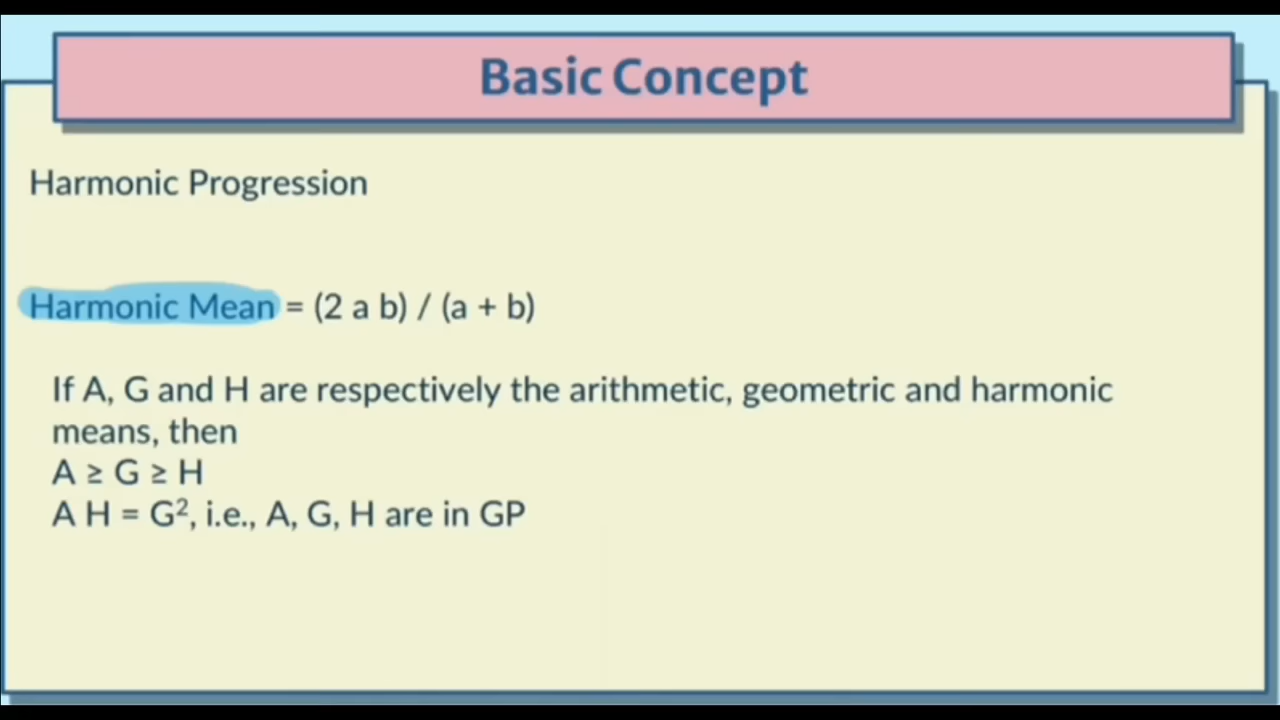 Basic Concept
Harmonic Progression
Harmonic Mean = (2 a b) / (a + b)
If A, G and H are respectively the arithmetic, geometric and harmonic
means, then
A ≥ G ≥ H
A H = G², i.e., A, G, H are in GP